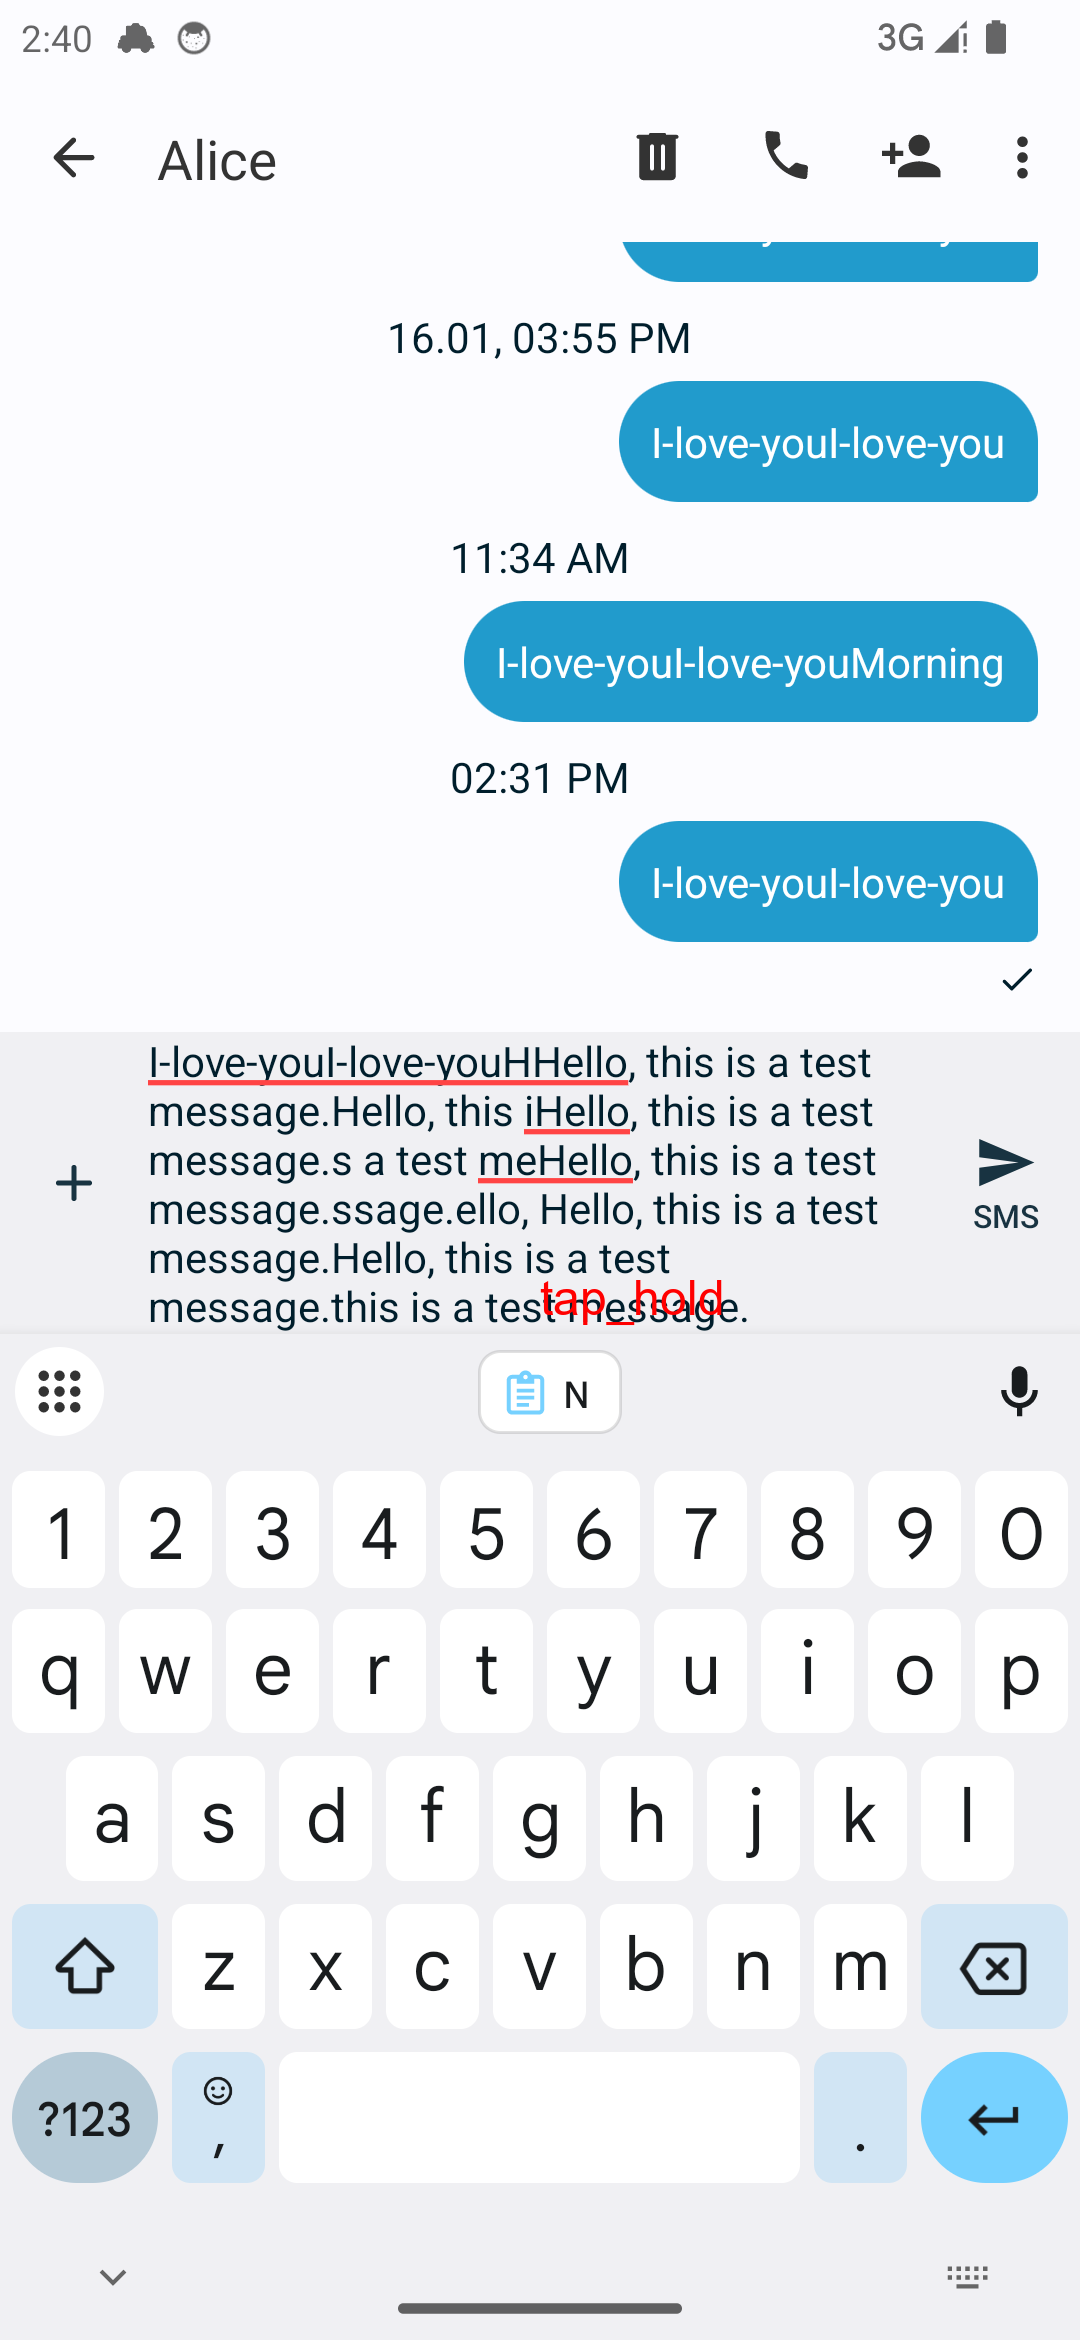 2:40
3G
Alice
16.01, 03:55 PM
I-love-youI-love-you
11:34 AM
I-love-youI-love-youMorning
02:31 PM
I-love-youI-love-you
I-love-youI-love-youHHello, this is a test
message.Hello, this iHello, this is a test
message.s a test meHello, this is a test
message.ssage.ello, Hello, this is a test
message.Hello, this is a test
message.this is a test message.
tap_hold
SMS
N
1 2 3 4 5 6 7 8 9 0
q w e r t y u i o p
a s d f g h j k l
z x c v b n m
?123 , .